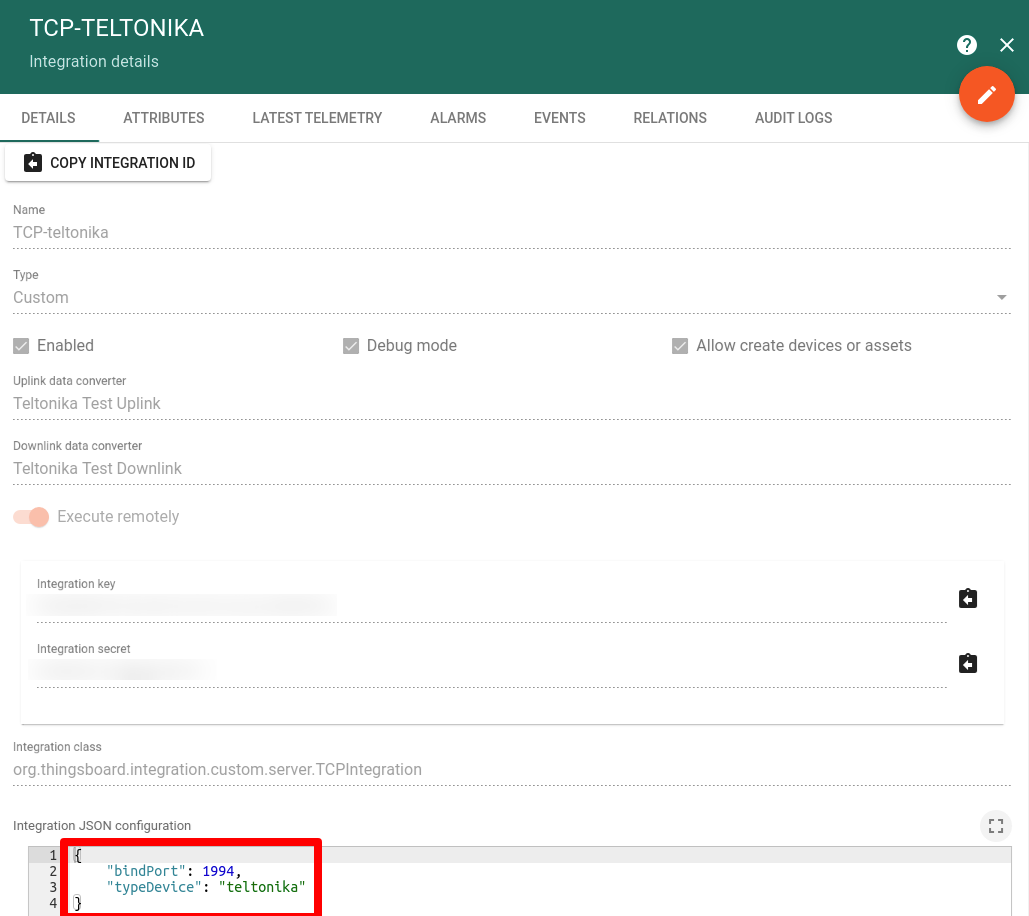 TCP-TELTONIKA
Integration details
DETAILS ATTRIBUTES LATEST TELEMETRY ALARMS EVENTS RELATIONS AUDIT LOGS
COPY INTEGRATION ID
Name
TCP-teltonika
Type
Custom
Enabled Debug mode Allow create devices or assets
Uplink data converter
Teltonika Test Uplink
Downlink data converter
Teltonika Test Downlink
Execute remotely
Integration key
Integration secret
Integration class
org.thingsboard.integration.custom.server.TCPIntegration
Integration JSON configuration
1 {
2 "bindPort": 1994,
3 "typeDevice": "teltonika"
4 }